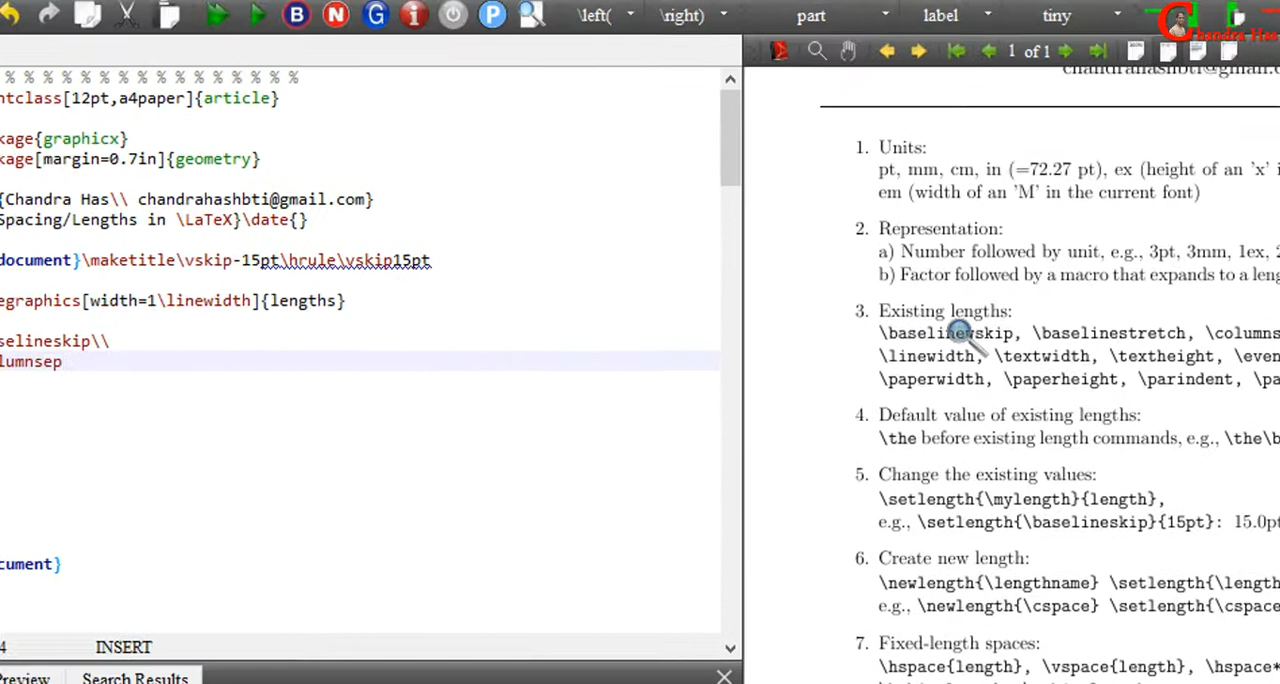 \left( \right) part label tiny
Chandra Has
1 of 1
% % % % % % % % % % % % % % % %
ntclass[12pt,a4paper]{article}
kage{graphicx}
kage[margin=0.7in]{geometry}
{Chandra Has\\ chandrahashbti@gmail.com}
Spacing/Lengths in \LaTeX}\date{}
document}\maketitle\vskip-15pt\hrule\vskip15pt
egraphics[width=1\linewidth]{lengths}
selineskip\\
lumnsep
cument}
4 INSERT
Preview Search Results
chandrahashbti@gmail.c
1. Units:
pt, mm, cm, in (=72.27 pt), ex (height of an 'x' i
em (width of an 'M' in the current font)
2. Representation:
a) Number followed by unit, e.g., 3pt, 3mm, 1ex, 2
b) Factor followed by a macro that expands to a leng
3. Existing lengths:
\baselineskip, \baselinestretch, \columns
\linewidth, \textwidth, \textheight, \even
\paperwidth, \paperheight, \parindent, \pa
4. Default value of existing lengths:
\the before existing length commands, e.g., \the\b
5. Change the existing values:
\setlength{\mylength}{length},
e.g., \setlength{\baselineskip}{15pt}: 15.0pt
6. Create new length:
\newlength{\lengthname} \setlength{\length
e.g., \newlength{\cspace} \setlength{\cspace
7. Fixed-length spaces:
\hspace{length}, \vspace{length}, \hspace*